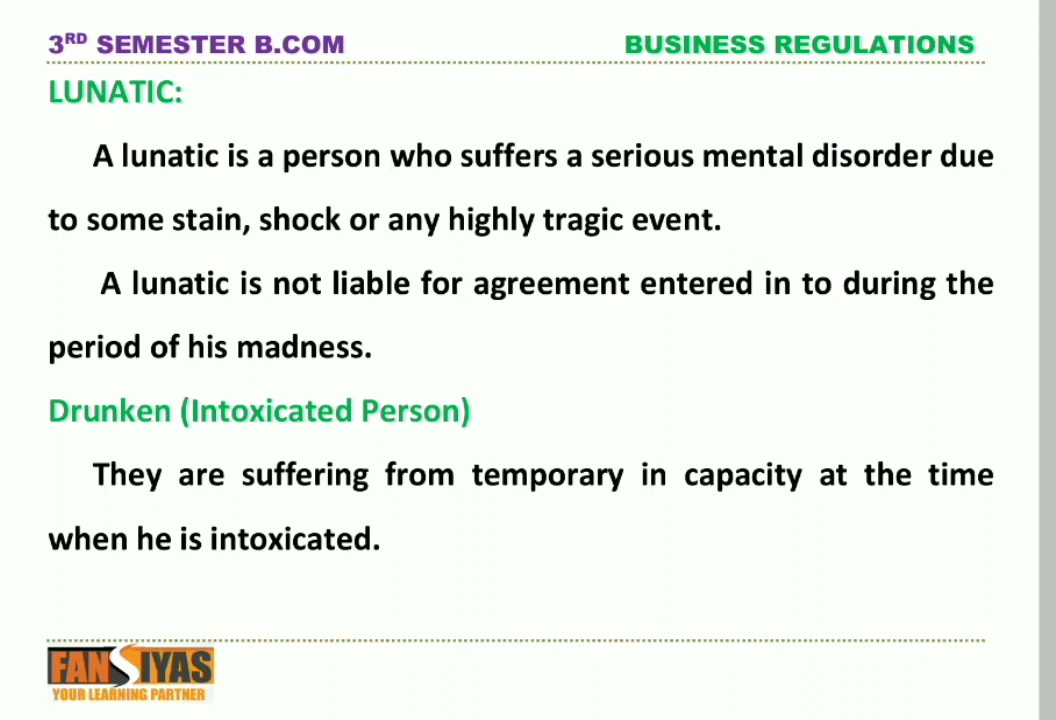 3RD SEMESTER B.COM BUSINESS REGULATIONS
LUNATIC:
A lunatic is a person who suffers a serious mental disorder due
to some stain, shock or any highly tragic event.
A lunatic is not liable for agreement entered in to during the
period of his madness.
Drunken (Intoxicated Person)
They are suffering from temporary in capacity at the time
when he is intoxicated.
FANSIYAS
YOUR LEARNING PARTNER